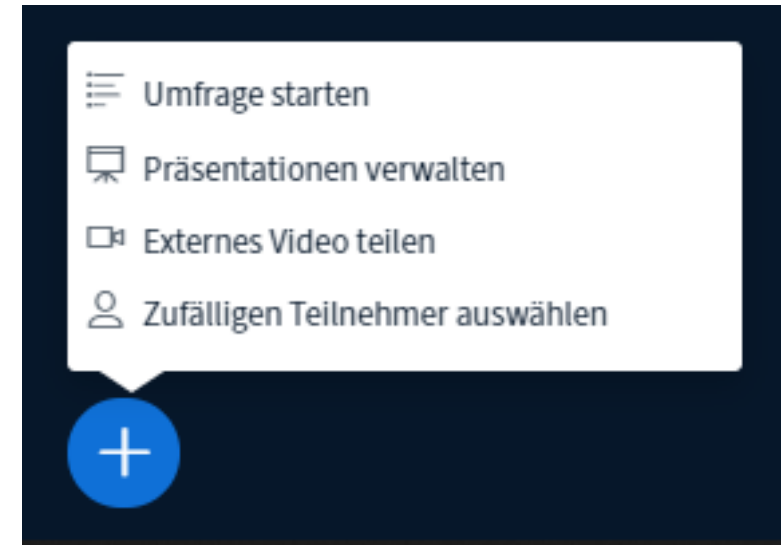 Umfrage starten
Präsentationen verwalten
Externes Video teilen
Zufälligen Teilnehmer auswählen